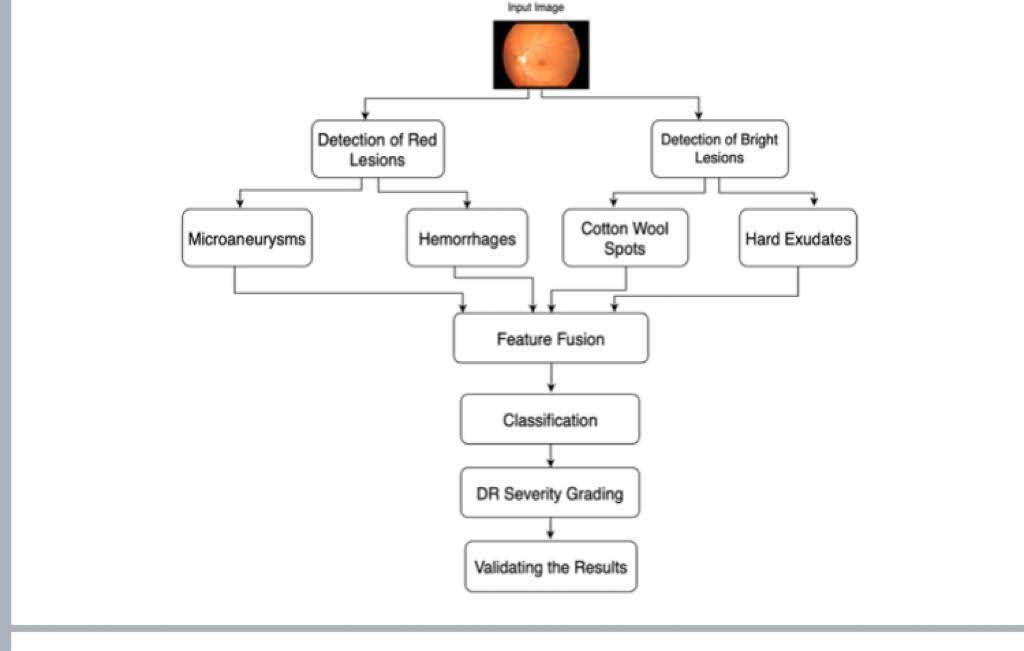 Input Image
Detection of Red
Lesions
Detection of Bright
Lesions
Microaneurysms
Hemorrhages
Cotton Wool
Spots
Hard Exudates
Feature Fusion
Classification
DR Severity Grading
Validating the Results